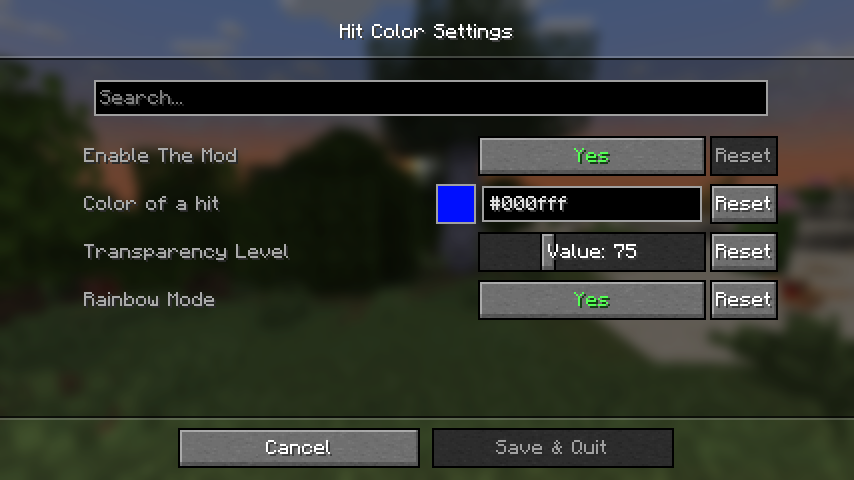 Hit Color Settings
Search...
Enable The Mod Yes Reset
Color of a hit #000fff Reset
Transparency Level Value: 75 Reset
Rainbow Mode Yes Reset
Cancel Save & Quit